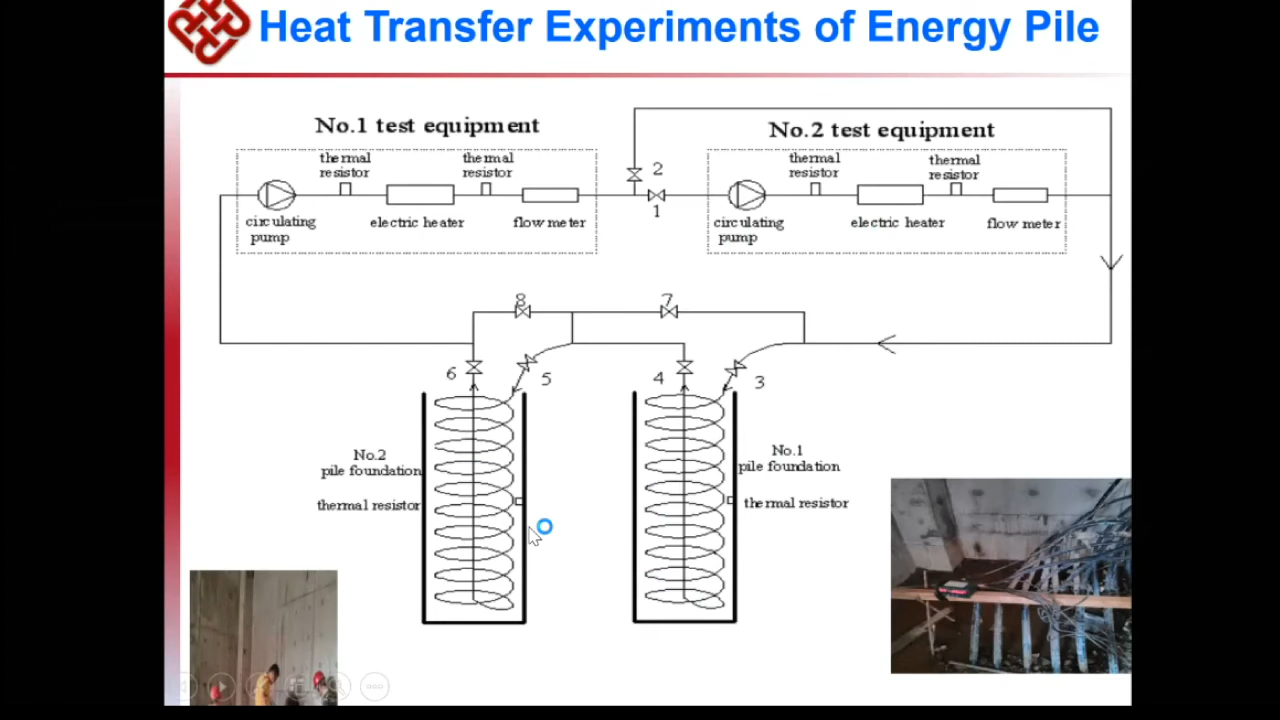 Heat Transfer Experiments of Energy Pile
No.1 test equipment
No.2 test equipment
thermal
resistor
thermal
resistor
thermal
resistor
thermal
resistor
2
1
circulating
pump
electric heater
flow meter
circulating
pump
electric heater
flow meter
8
7
6
5
4
3
No.2
pile foundation
thermal resistor
No.1
pile foundation
thermal resistor